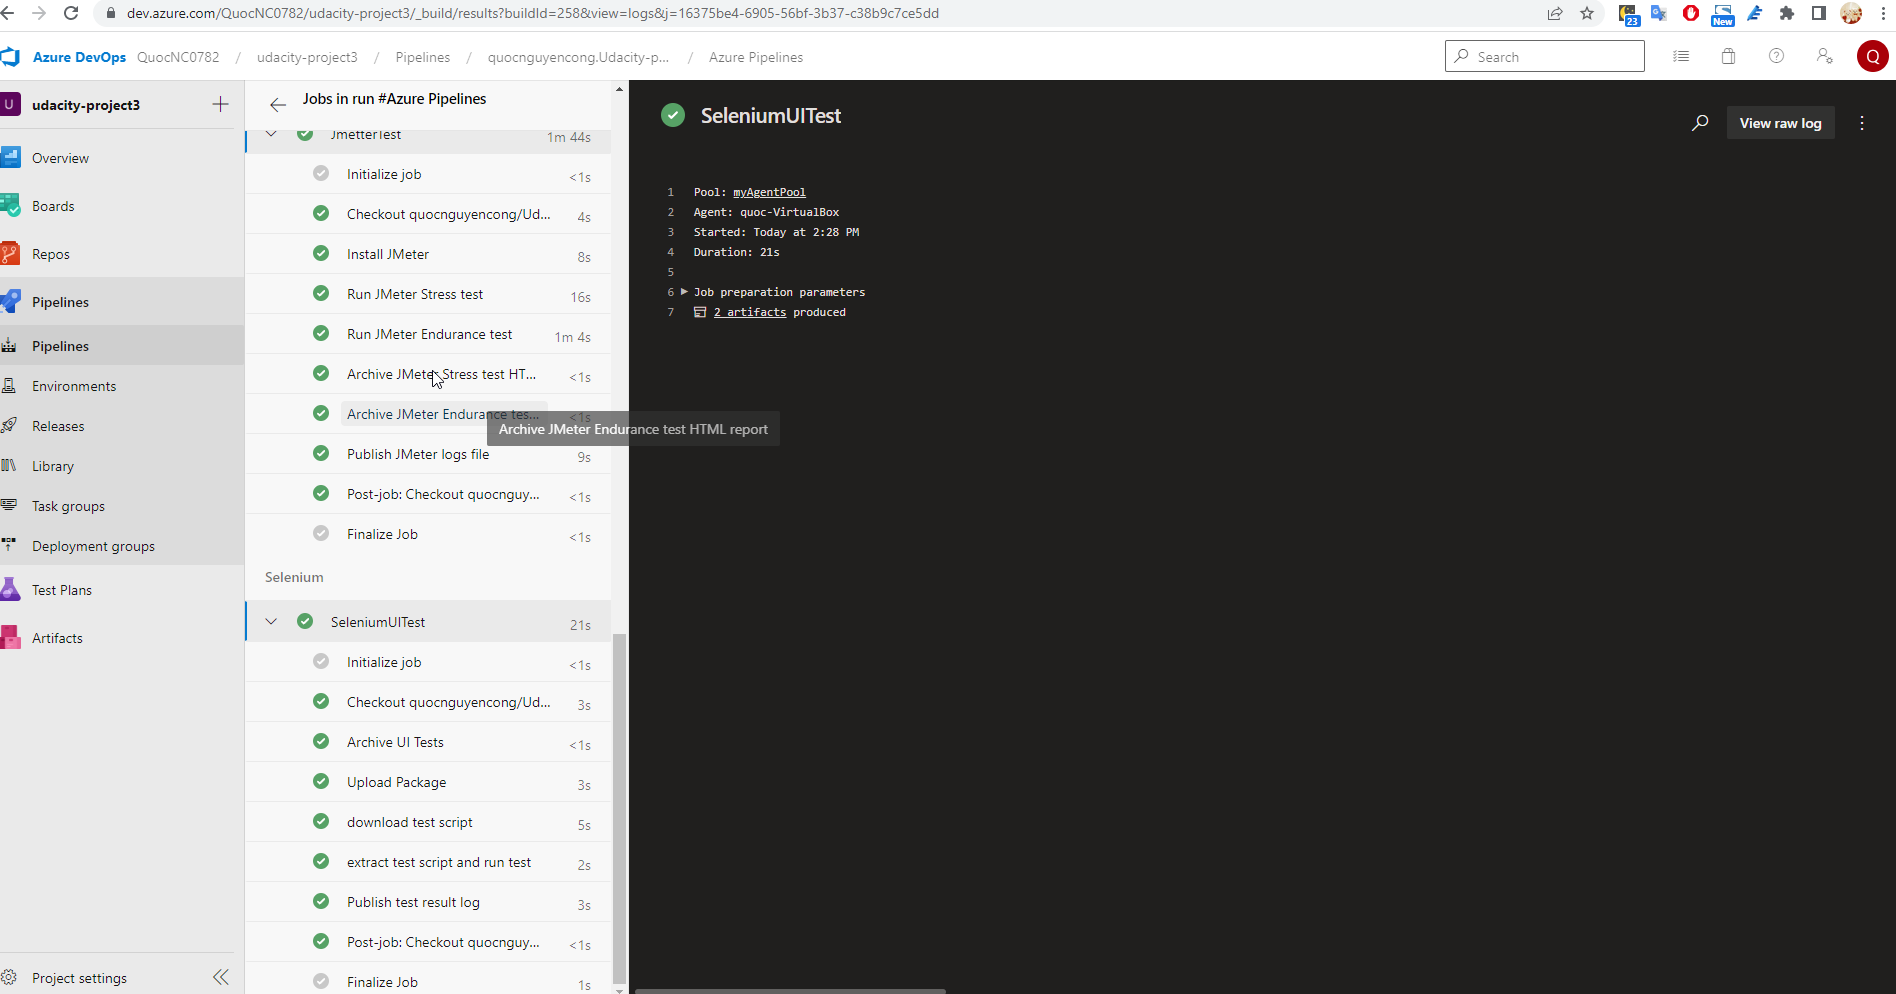 dev.azure.com/QuocNC0782/udacity-project3/_build/results?buildId=258&view=logs&j=16375be4-6905-56bf-3b37-c38b9c7ce5dd
23
New
Azure DevOps QuocNC0782 / udacity-project3 / Pipelines / quocnguyencong.Udacity-p... / Azure Pipelines
Search
Q
U udacity-project3
Overview
Boards
Repos
Pipelines
Pipelines
Environments
Releases
Library
Task groups
Deployment groups
Test Plans
Artifacts
Project settings
Jobs in run #Azure Pipelines
JmetterTest 1m 44s
Initialize job <1s
Checkout quocnguyencong/Ud... 4s
Install JMeter 8s
Run JMeter Stress test 16s
Run JMeter Endurance test 1m 4s
Archive JMeter Stress test HT... <1s
Archive JMeter Endurance tes... <1s
Archive JMeter Endurance test HTML report
Publish JMeter logs file 9s
Post-job: Checkout quocnguy... <1s
Finalize Job <1s
Selenium
SeleniumUITest 21s
Initialize job <1s
Checkout quocnguyencong/Ud... 3s
Archive UI Tests <1s
Upload Package 3s
download test script 5s
extract test script and run test 2s
Publish test result log 3s
Post-job: Checkout quocnguy... <1s
Finalize Job 1s
SeleniumUITest
View raw log
1 Pool: myAgentPool
2 Agent: quoc-VirtualBox
3 Started: Today at 2:28 PM
4 Duration: 21s
5
6 Job preparation parameters
7 2 artifacts produced